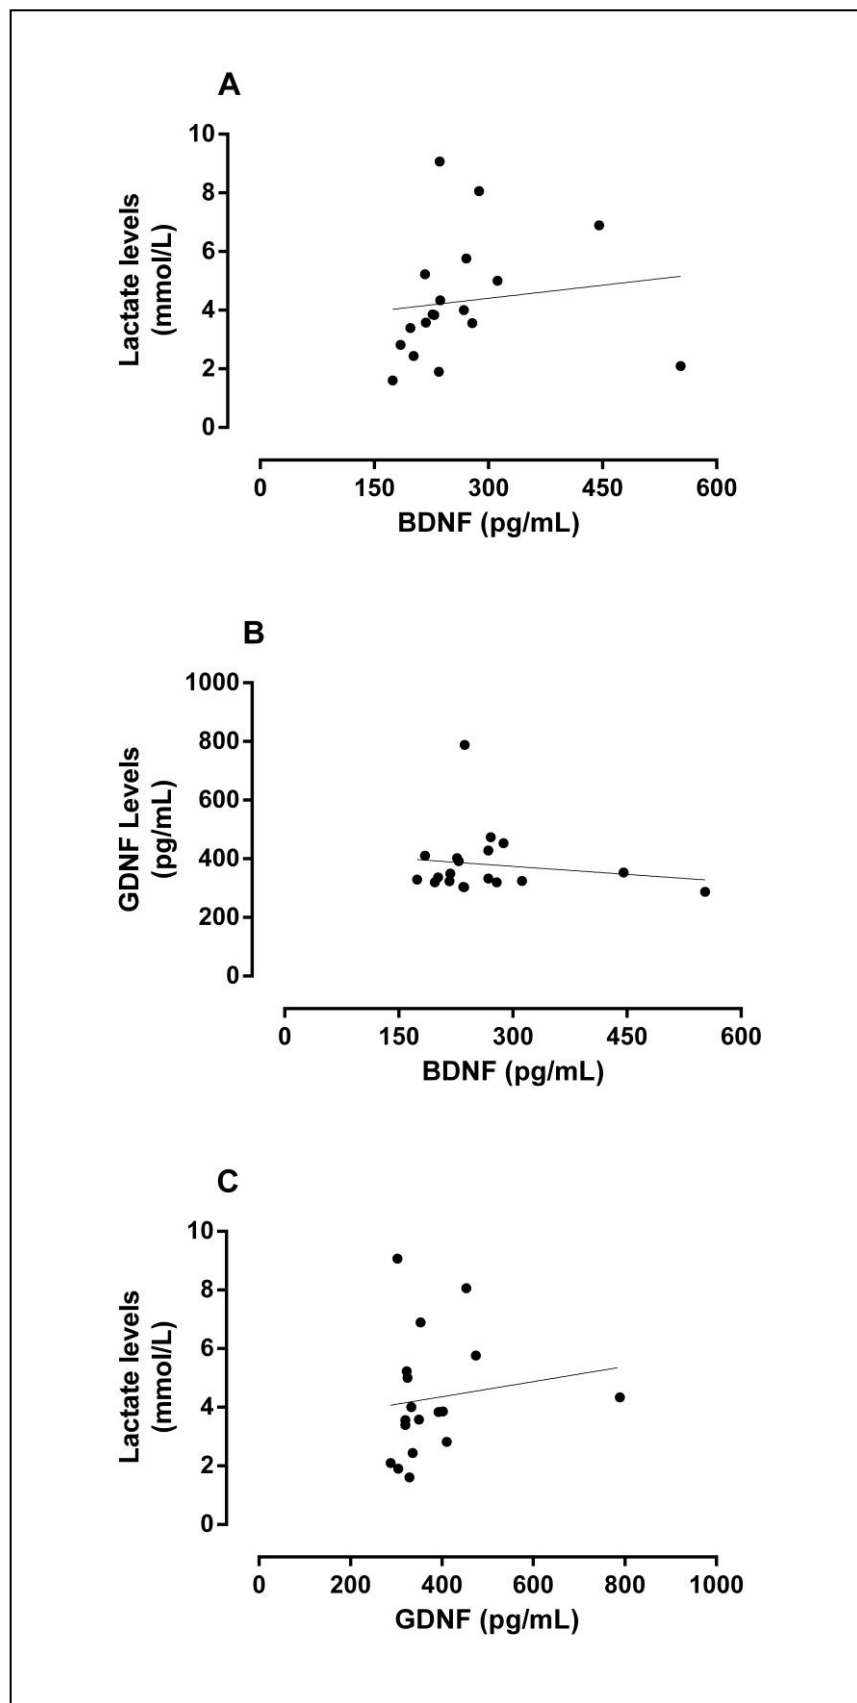 A
10
8
6
4
2
0
Lactate levels
(mmol/L)
0 150 300 450 600
BDNF (pg/mL)
B
1000
800
600
400
200
0
GDNF Levels
(pg/mL)
0 150 300 450 600
BDNF (pg/mL)
C
10
8
6
4
2
0
Lactate levels
(mmol/L)
0 200 400 600 800 1000
GDNF (pg/mL)